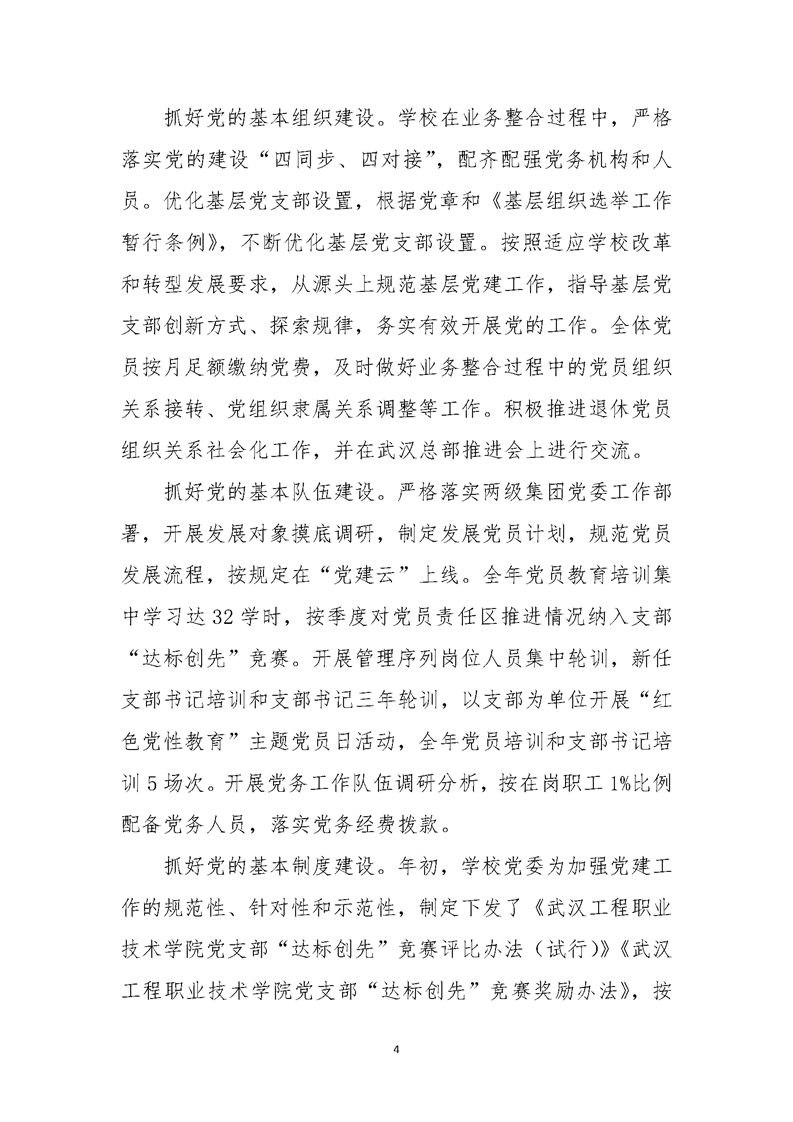 抓好党的基本组织建设。学校在业务整合过程中，严格
落实党的建设“四同步、四对接”，配齐配强党务机构和人
员。优化基层党支部设置，根据党章和《基层组织选举工作
暂行条例》，不断优化基层党支部设置。按照适应学校改革
和转型发展要求，从源头上规范基层党建工作，指导基层党
支部创新方式、探索规律，务实有效开展党的工作。全体党
员按月足额缴纳党费，及时做好业务整合过程中的党员组织
关系接转、党组织隶属关系调整等工作。积极推进退休党员
组织关系社会化工作，并在武汉总部推进会上进行交流。
抓好党的基本队伍建设。严格落实两级集团党委工作部
署，开展发展对象摸底调研，制定发展党员计划，规范党员
发展流程，按规定在“党建云”上线。全年党员教育培训集
中学习达 32 学时，按季度对党员责任区推进情况纳入支部
“达标创先”竞赛。开展管理序列岗位人员集中轮训，新任
支部书记培训和支部书记三年轮训，以支部为单位开展“红
色党性教育”主题党员日活动，全年党员培训和支部书记培
训 5 场次。开展党务工作队伍调研分析，按在岗职工 1%比例
配备党务人员，落实党务经费拨款。
抓好党的基本制度建设。年初，学校党委为加强党建工
作的规范性、针对性和示范性，制定下发了《武汉工程职业
技术学院党支部“达标创先”竞赛评比办法（试行）》《武汉
工程职业技术学院党支部“达标创先”竞赛奖励办法》，按
4